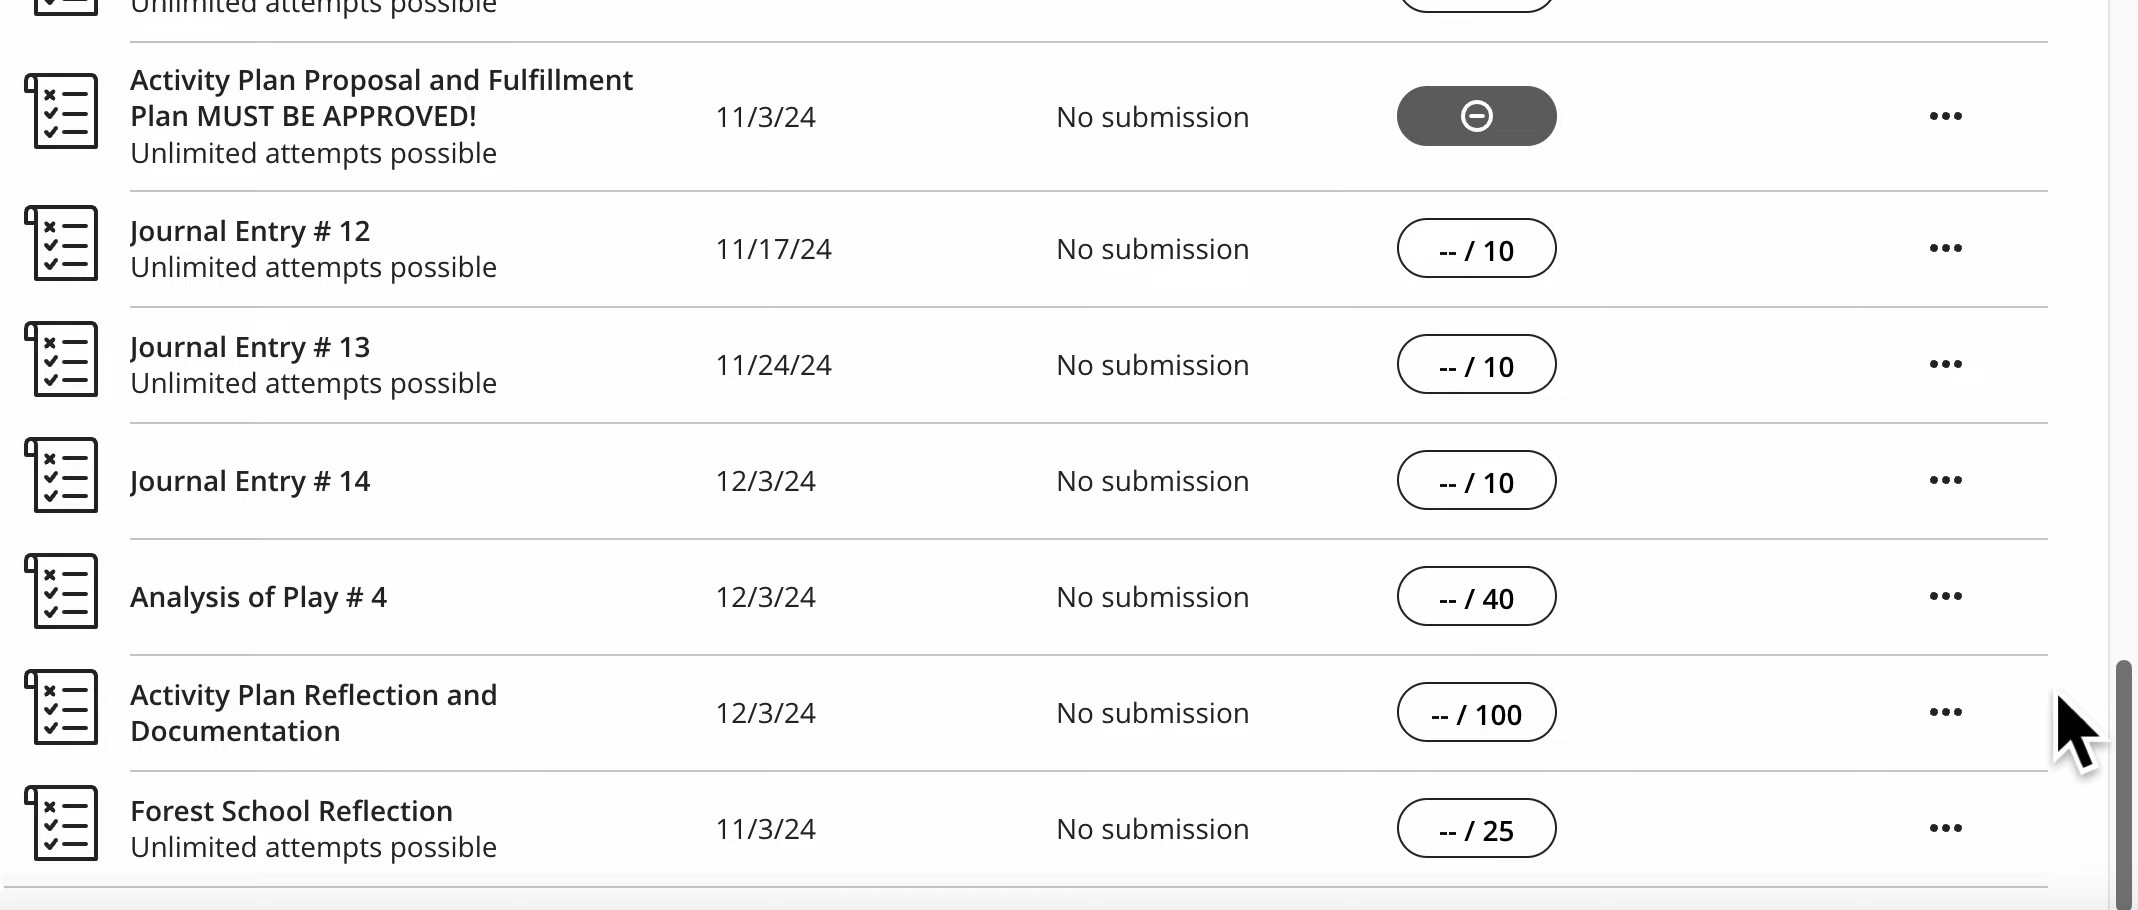 Unlimited attempts possible
Activity Plan Proposal and Fulfillment
Plan MUST BE APPROVED!
Unlimited attempts possible
11/3/24
No submission
Journal Entry # 12
Unlimited attempts possible
11/17/24
No submission
-- / 10
Journal Entry # 13
Unlimited attempts possible
11/24/24
No submission
-- / 10
Journal Entry # 14
12/3/24
No submission
-- / 10
Analysis of Play # 4
12/3/24
No submission
-- / 40
Activity Plan Reflection and
Documentation
12/3/24
No submission
-- / 100
Forest School Reflection
Unlimited attempts possible
11/3/24
No submission
-- / 25